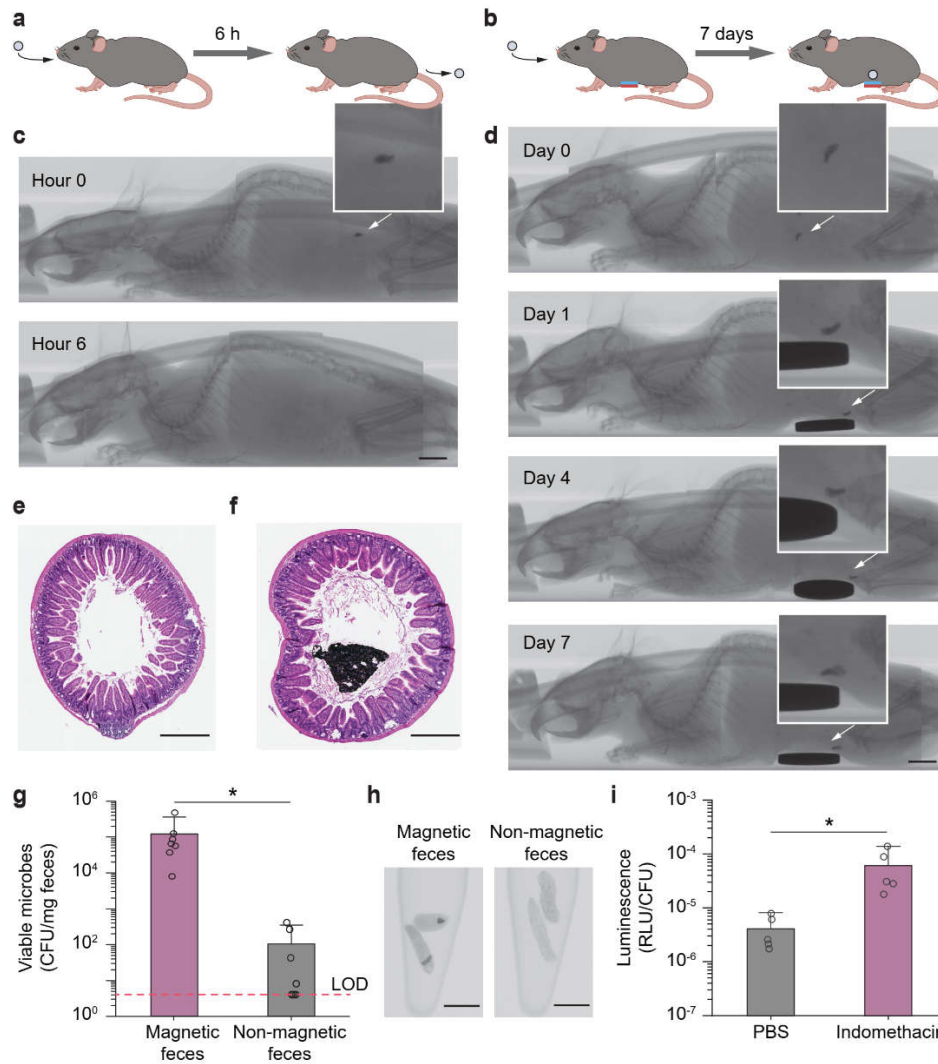 a
6 h
b
7 days
c
Hour 0
Hour 6
d
Day 0
Day 1
Day 4
Day 7
e
f
g
Viable microbes
(CFU/mg feces)
10^6
10^4
10^2
10^0
*
LOD
Magnetic
feces
Non-magnetic
feces
h
Magnetic
feces
Non-magnetic
feces
i
Luminescence
(RLU/CFU)
10^-3
10^-4
10^-5
10^-6
10^-7
*
PBS
Indomethacin